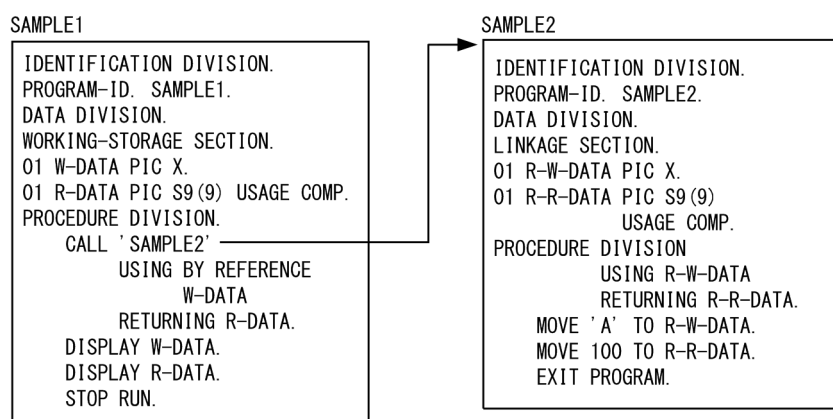 SAMPLE1
IDENTIFICATION DIVISION.
PROGRAM-ID. SAMPLE1.
DATA DIVISION.
WORKING-STORAGE SECTION.
01 W-DATA PIC X.
01 R-DATA PIC S9(9) USAGE COMP.
PROCEDURE DIVISION.
CALL 'SAMPLE2'
USING BY REFERENCE
W-DATA
RETURNING R-DATA.
DISPLAY W-DATA.
DISPLAY R-DATA.
STOP RUN.
SAMPLE2
IDENTIFICATION DIVISION.
PROGRAM-ID. SAMPLE2.
DATA DIVISION.
LINKAGE SECTION.
01 R-W-DATA PIC X.
01 R-R-DATA PIC S9(9)
USAGE COMP.
PROCEDURE DIVISION
USING R-W-DATA
RETURNING R-R-DATA.
MOVE 'A' TO R-W-DATA.
MOVE 100 TO R-R-DATA.
EXIT PROGRAM.